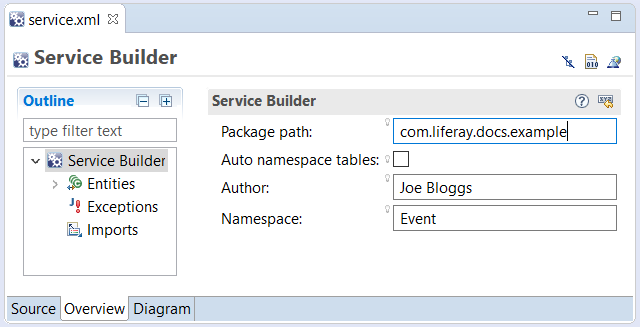 service.xml
Service Builder
Outline
type filter text
Service Builder
Entities
Exceptions
Imports
Service Builder
Package path: com.liferay.docs.example
Auto namespace tables:
Author: Joe Bloggs
Namespace: Event
Source Overview Diagram